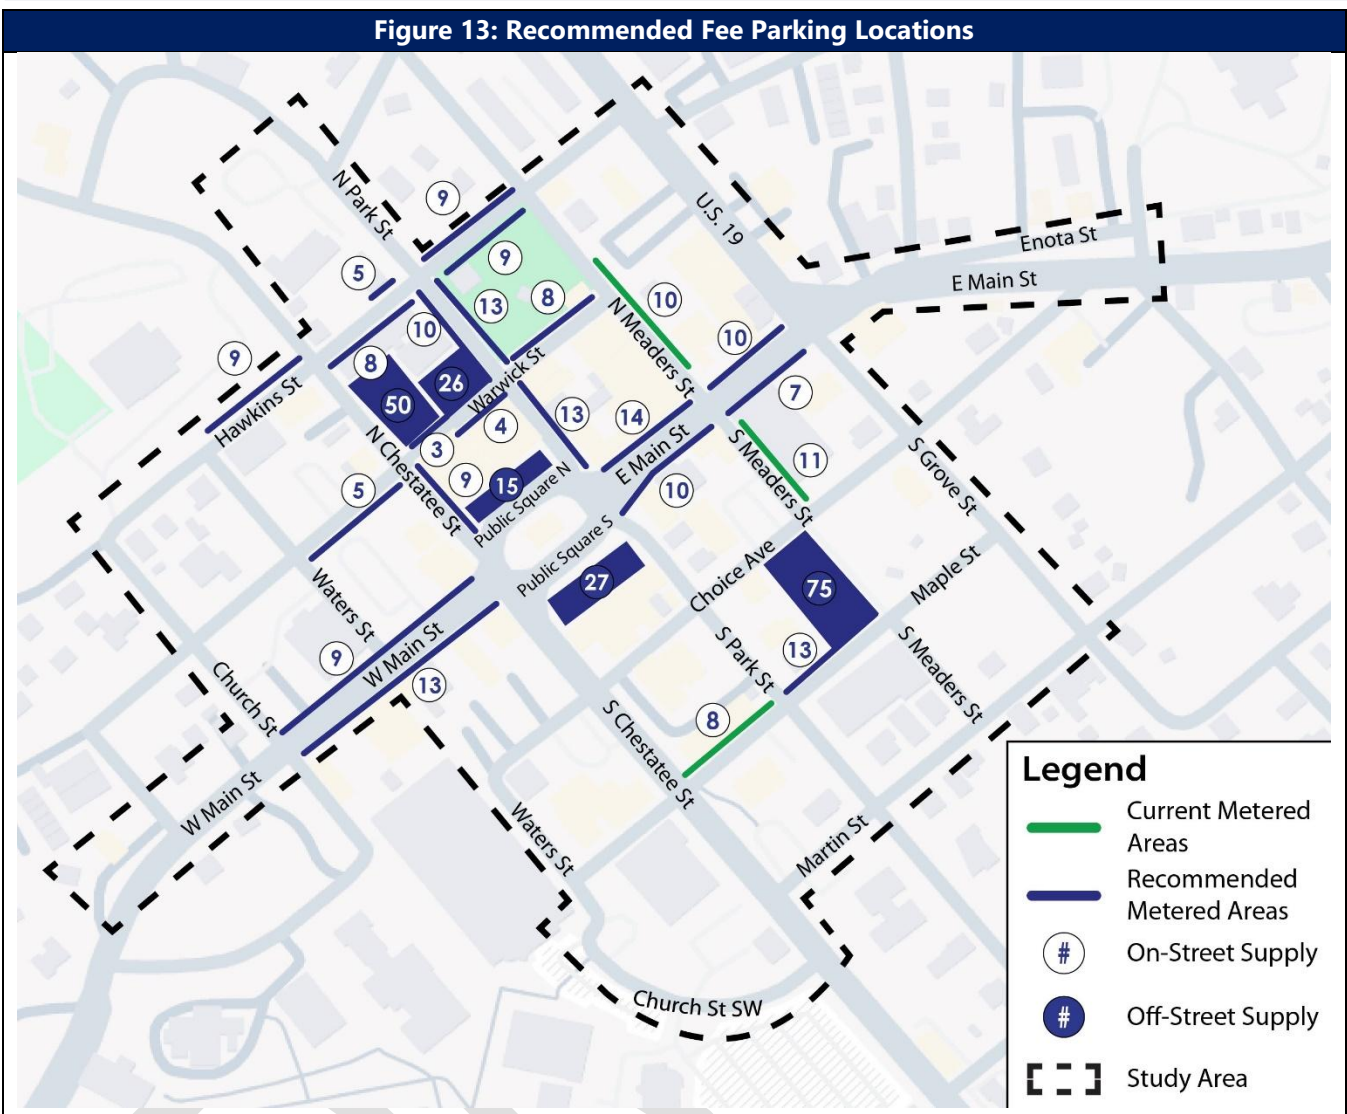 Figure 13: Recommended Fee Parking Locations
N Park St
9
U.S. 19
Enota St
9
5
E Main St
13
8
10
N Meaders St
10
10
9
8
26
7
Hawkins St
50
Warwick St
13
14
4
3
N Chestatee St
E Main St
S Meaders St
11
S Grove St
9
15
Public Square N
5
10
Public Square S
Choice Ave
27
75
Maple St
Waters St
W Main St
9
13
S Park St
13
S Meaders St
Church St
8
S Chestatee St
W Main St
Waters St
Martin St
Church St SW
Legend
Current Metered
Areas
Recommended
Metered Areas
# On-Street Supply
# Off-Street Supply
Study Area